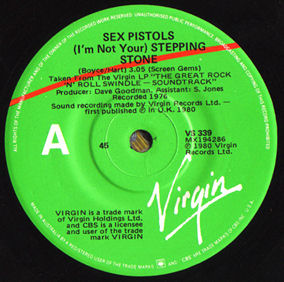 SEX PISTOLS
(I'm Not Your) STEPPING
STONE
(Boyce/Hart) 3.05 (Screen Gems)
Taken From The Virgin LP "THE GREAT ROCK
'N' ROLL SWINDLE — SOUNDTRACK"
Producer: Dave Goodman. Assistant: S. Jones
Recorded 1976
Sound recording made by Virgin Records Ltd. —
first published Ⓟ in U.K. 1980
A
45
VS 339
MX194286
Ⓟ 1980 Virgin
Records Ltd.
Virgin
VIRGIN is a trade mark
of Virgin Holdings Ltd.
and CBS is a licensee
and user of the trade
mark VIRGIN